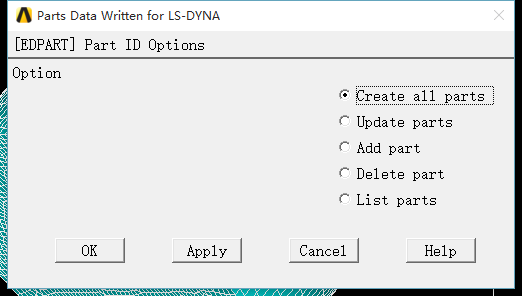 Parts Data Written for LS-DYNA
[EDPART] Part ID Options
Option
Create all parts
Update parts
Add part
Delete part
List parts
OK Apply Cancel Help